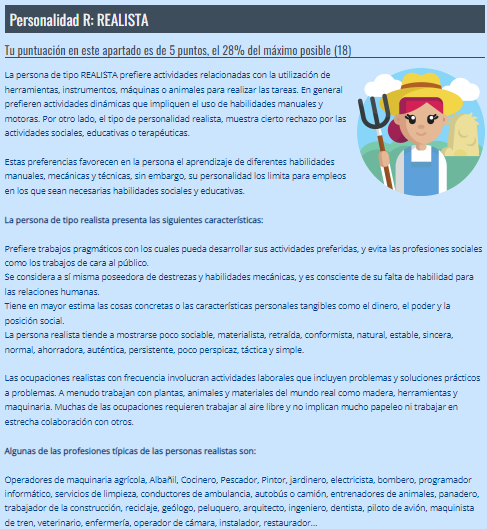 Personalidad R: REALISTA
Tu puntuación en este apartado es de 5 puntos, el 28% del máximo posible (18)
La persona de tipo REALISTA prefiere actividades relacionadas con la utilización de
herramientas, instrumentos, máquinas o animales para realizar las tareas. En general
prefieren actividades dinámicas que impliquen el uso de habilidades manuales y
motoras. Por otro lado, el tipo de personalidad realista, muestra cierto rechazo por las
actividades sociales, educativas o terapéuticas.
Estas preferencias favorecen en la persona el aprendizaje de diferentes habilidades
manuales, mecánicas y técnicas, sin embargo, su personalidad los limita para empleos
en los que sean necesarias habilidades sociales y educativas.
La persona de tipo realista presenta las siguientes características:
Prefiere trabajos pragmáticos con los cuales pueda desarrollar sus actividades preferidas, y evita las profesiones sociales
como los trabajos de cara al público.
Se considera a sí misma poseedora de destrezas y habilidades mecánicas, y es consciente de su falta de habilidad para
las relaciones humanas.
Tiene en mayor estima las cosas concretas o las características personales tangibles como el dinero, el poder y la
posición social.
La persona realista tiende a mostrarse poco sociable, materialista, retraída, conformista, natural, estable, sincera,
normal, ahorradora, auténtica, persistente, poco perspicaz, táctica y simple.
Las ocupaciones realistas con frecuencia involucran actividades laborales que incluyen problemas y soluciones prácticos
a problemas. A menudo trabajan con plantas, animales y materiales del mundo real como madera, herramientas y
maquinaria. Muchas de las ocupaciones requieren trabajar al aire libre y no implican mucho papeleo ni trabajar en
estrecha colaboración con otros.
Algunas de las profesiones típicas de las personas realistas son:
Operadores de maquinaria agrícola, Albañil, Cocinero, Pescador, Pintor, jardinero, electricista, bombero, programador
informático, servicios de limpieza, conductores de ambulancia, autobús o camión, entrenadores de animales, panadero,
trabajador de la construcción, reciclaje, geólogo, peluquero, arquitecto, ingeniero, dentista, piloto de avión, maquinista
de tren, veterinario, enfermería, operador de cámara, instalador, restaurador...